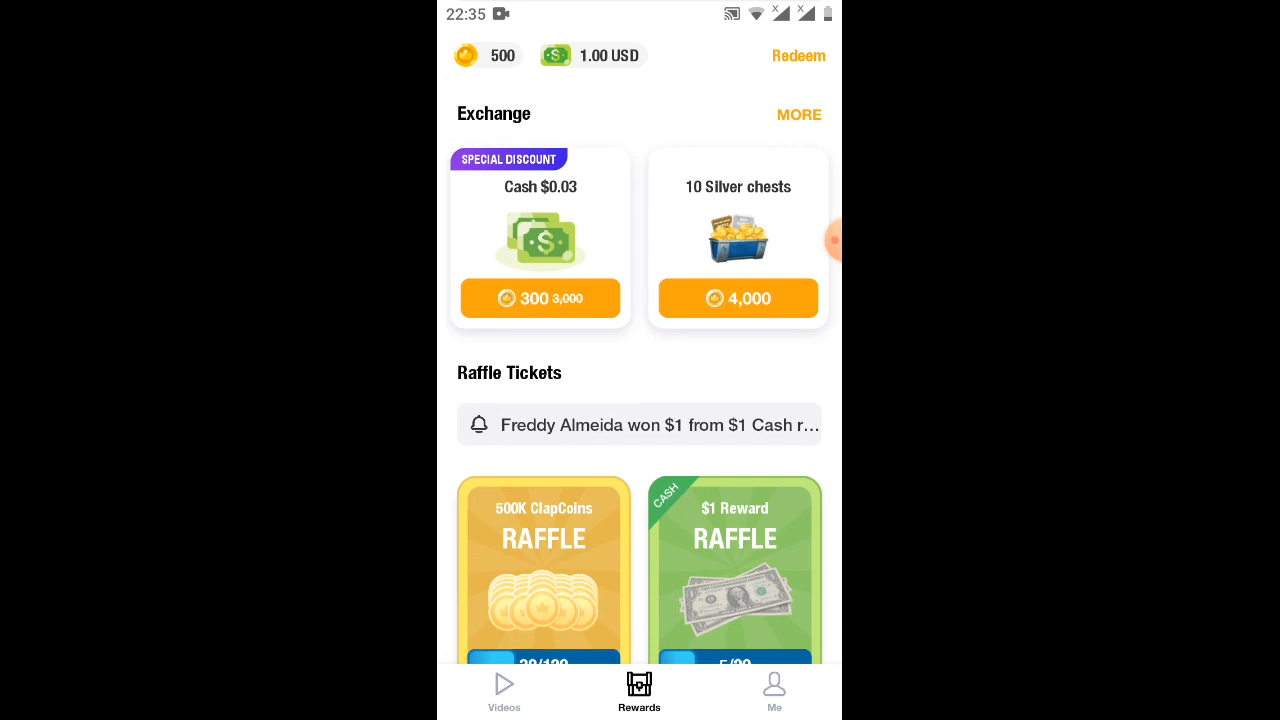 22:35
500
1.00 USD
Redeem
Exchange
MORE
SPECIAL DISCOUNT
Cash $0.03
10 Silver chests
300 3,000
4,000
Raffle Tickets
Freddy Almeida won $1 from $1 Cash r...
500K ClapCoins
RAFFLE
CASH
$1 Reward
RAFFLE
Videos
Rewards
Me